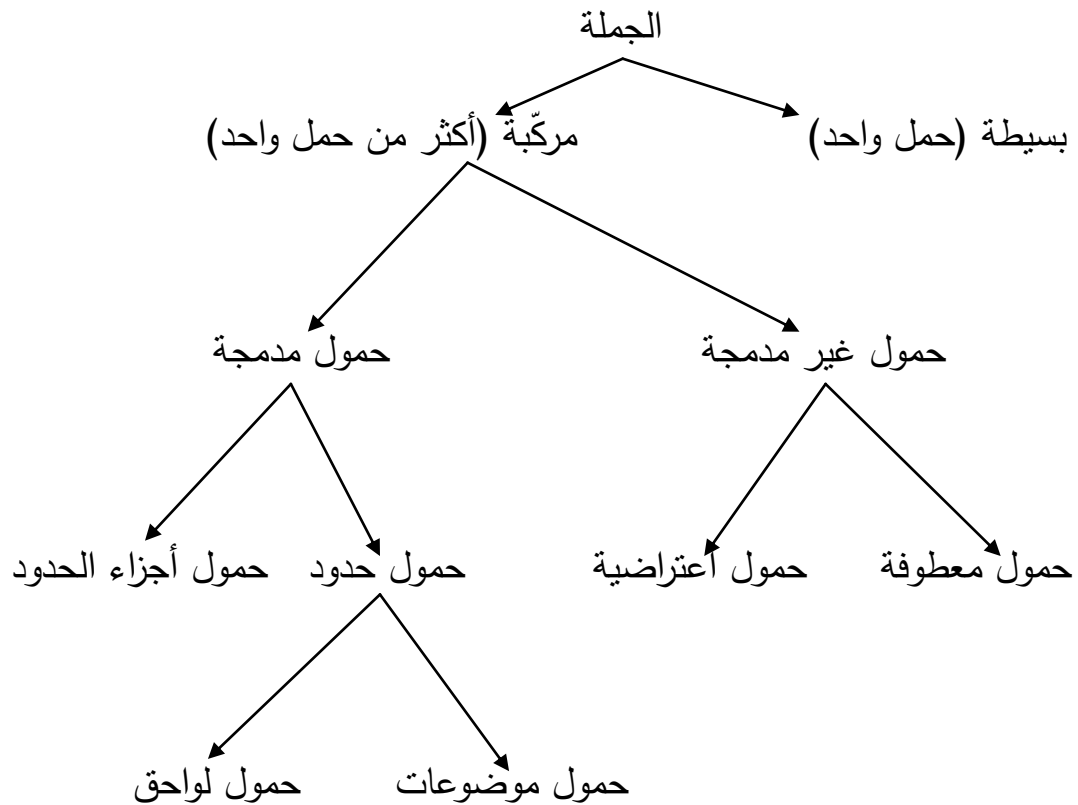 الجملة
بسيطة (حمل واحد) مركّبة (أكثر من حمل واحد)
حمول غير مدمجة حمول مدمجة
حمول معطوفة حمول اعتراضية حمول حدود حمول أجزاء الحدود
حمول موضوعات حمول لواحق